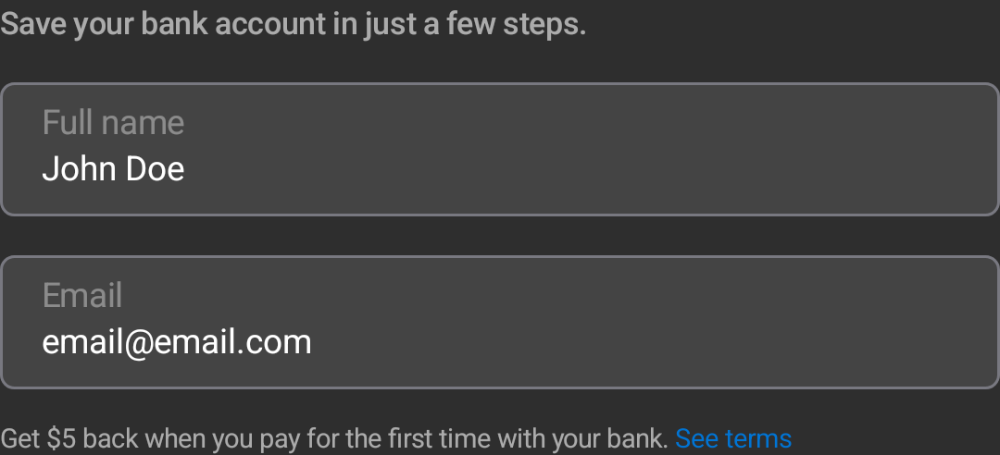 Save your bank account in just a few steps.
Full name
John Doe
Email
email@email.com
Get $5 back when you pay for the first time with your bank. See terms